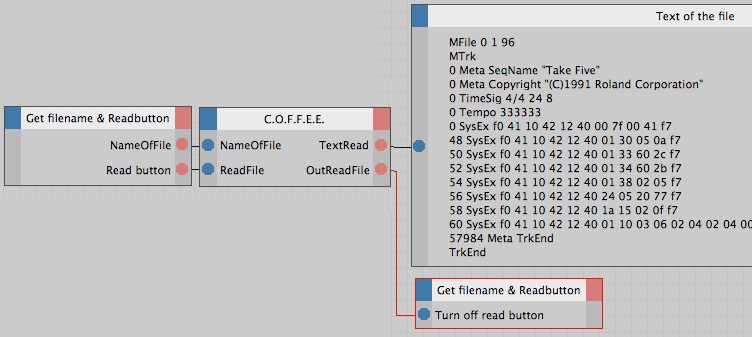 Text of the file
MFile 0 1 96
MTrk
0 Meta SeqName "Take Five"
0 Meta Copyright "(C)1991 Roland Corporation"
0 TimeSig 4/4 24 8
0 Tempo 333333
0 SysEx f0 41 10 42 12 40 00 7f 00 41 f7
48 SysEx f0 41 10 42 12 40 01 30 05 0a f7
50 SysEx f0 41 10 42 12 40 01 33 60 2c f7
52 SysEx f0 41 10 42 12 40 01 34 60 2b f7
54 SysEx f0 41 10 42 12 40 01 38 02 05 f7
56 SysEx f0 41 10 42 12 40 24 05 20 77 f7
58 SysEx f0 41 10 42 12 40 1a 15 02 0f f7
60 SysEx f0 41 10 42 12 40 01 10 03 06 02 04 02 04 00
57984 Meta TrkEnd
TrkEnd
Get filename & Readbutton
NameOfFile
Read button
C.O.F.F.E.E.
NameOfFile TextRead
ReadFile OutReadFile
Get filename & Readbutton
Turn off read button